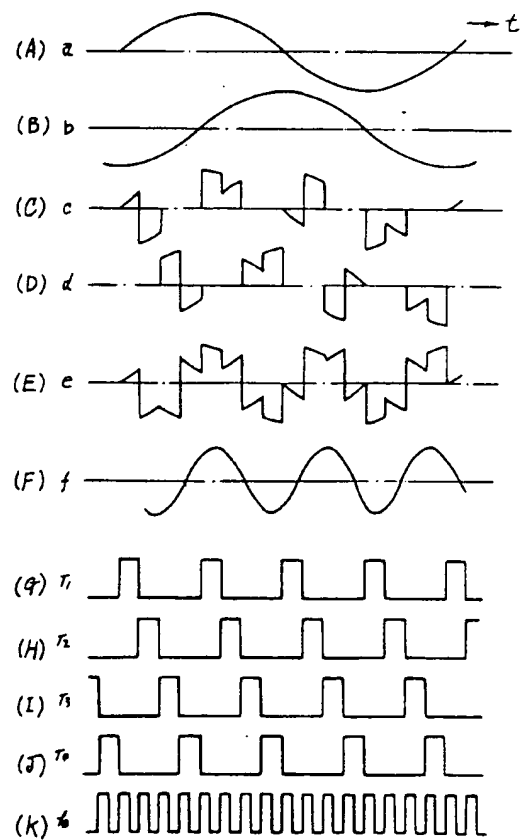 → t
(A) a
(B) b
(C) c
(D) d
(E) e
(F) f
(G) T₁
(H) T₂
(I) T₃
(J) T₀
(K)